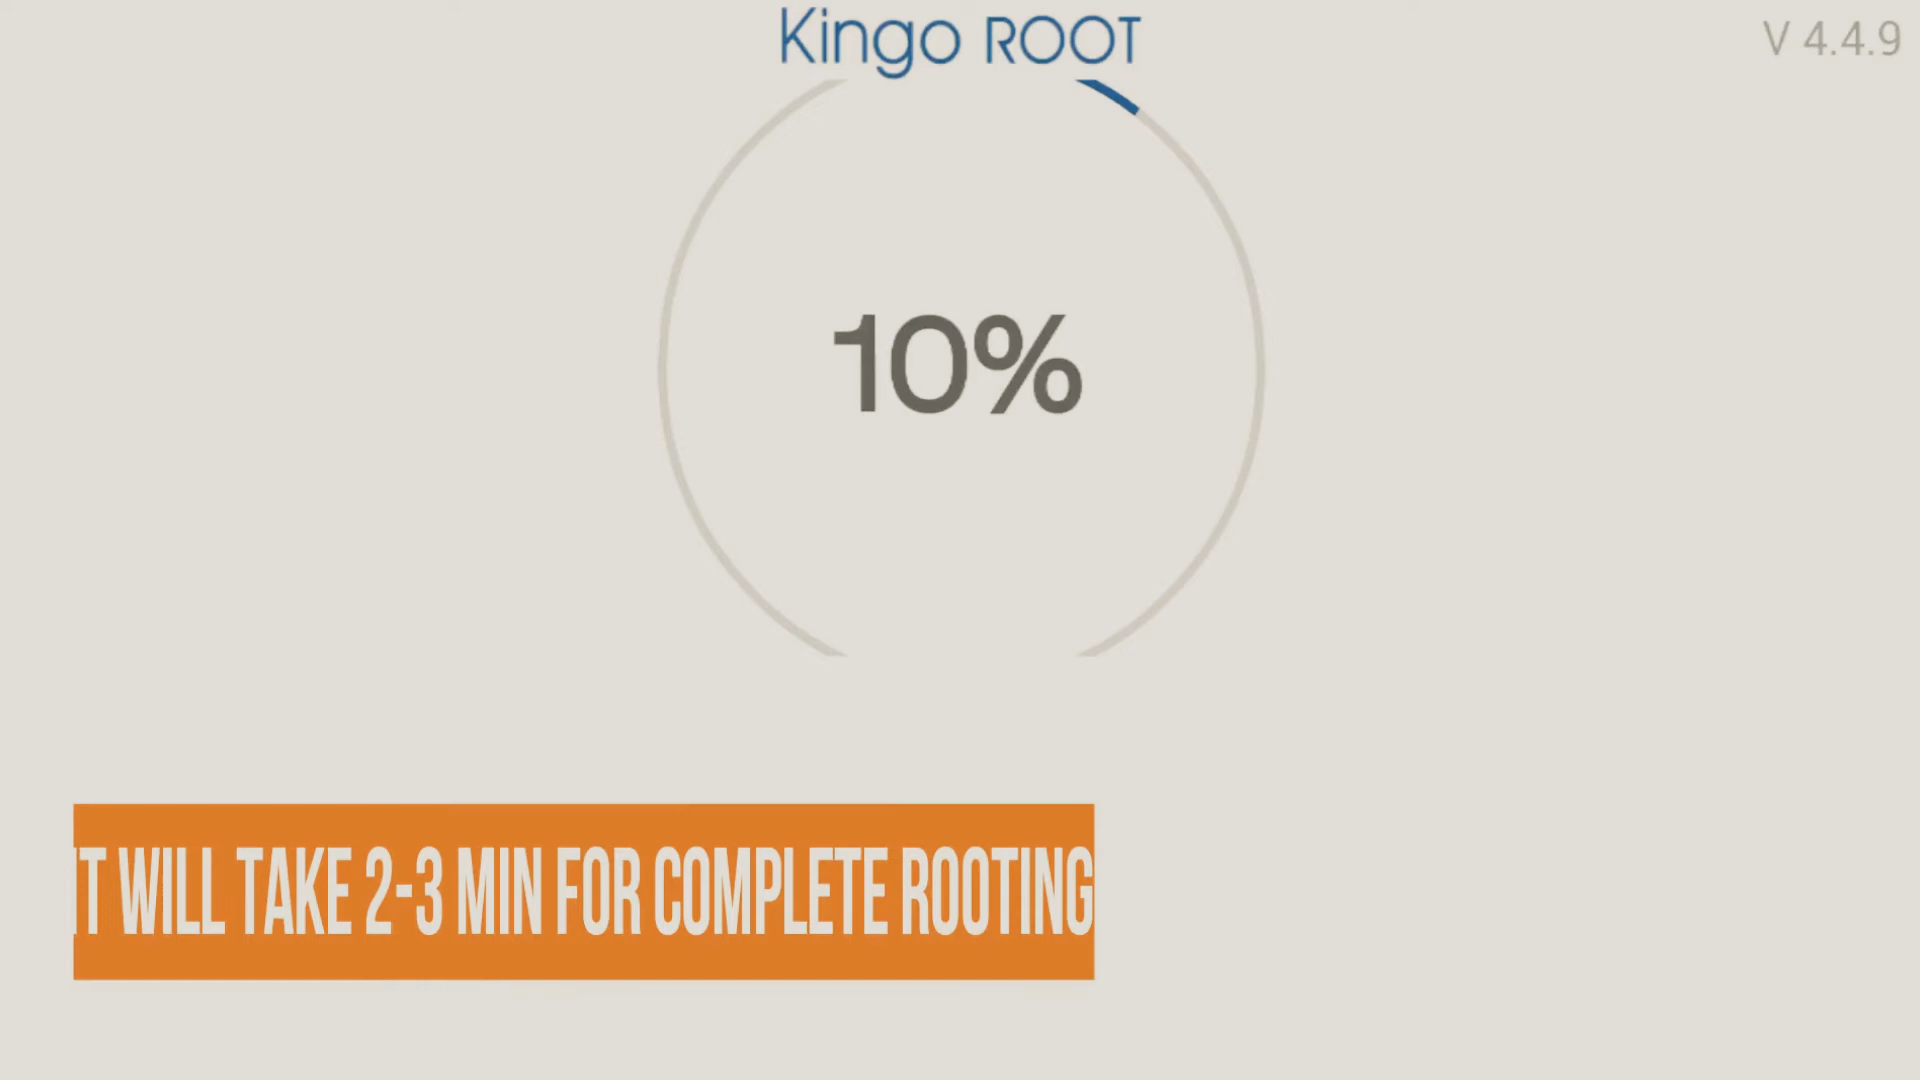 Kingo ROOT
V 4.4.9
10%
IT WILL TAKE 2-3 MIN FOR COMPLETE ROOTING